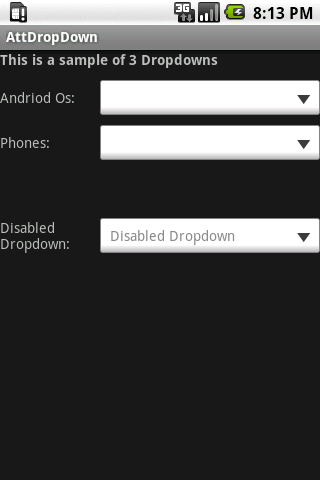 3G 8:13 PM
AttDropDown
This is a sample of 3 Dropdowns
Andriod Os:
Phones:
Disabled
Dropdown:
Disabled Dropdown